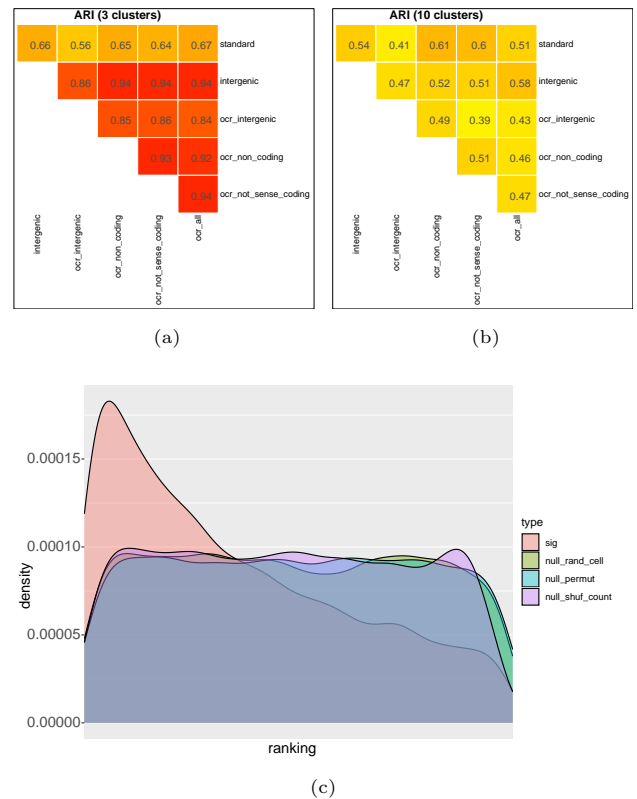 ARI (3 clusters)
0.66 0.56 0.65 0.64 0.67 standard
0.86 0.94 0.94 0.94 intergenic
0.85 0.86 0.84 ocr_intergenic
0.93 0.92 ocr_non_coding
0.94 ocr_not_sense_coding
intergenic
ocr_intergenic
ocr_non_coding
ocr_not_sense_coding
ocr_all
(a)
ARI (10 clusters)
0.54 0.41 0.61 0.6 0.51 standard
0.47 0.52 0.51 0.58 intergenic
0.49 0.39 0.43 ocr_intergenic
0.51 0.46 ocr_non_coding
0.47 ocr_not_sense_coding
intergenic
ocr_intergenic
ocr_non_coding
ocr_not_sense_coding
ocr_all
(b)
density
0.00015
0.00010
0.00005
0.00000
ranking
type
sig
null_rand_cell
null_permut
null_shuf_count
(c)